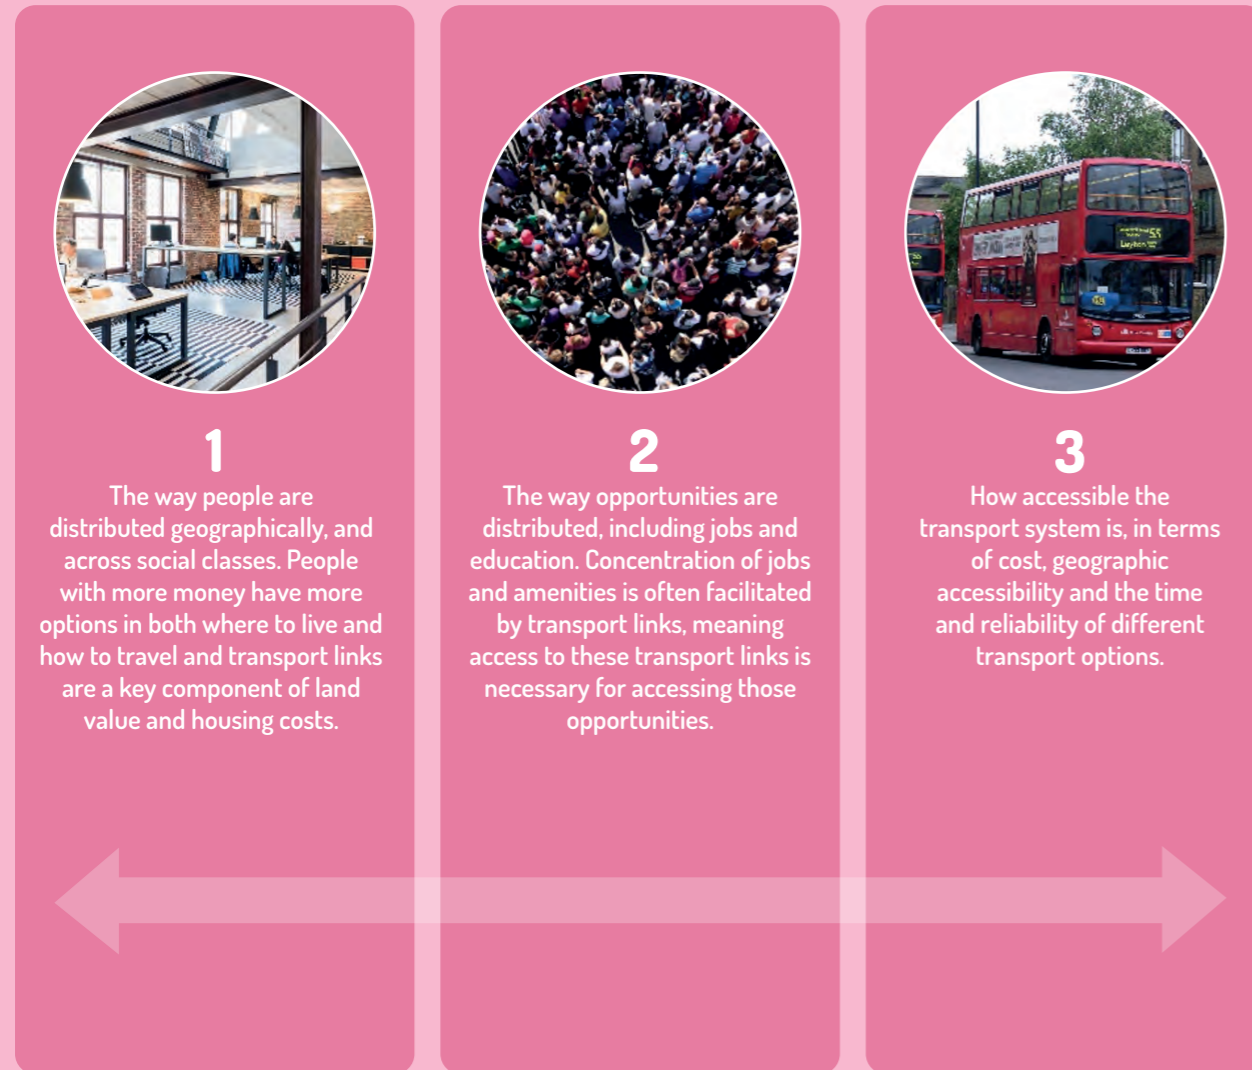 1
The way people are
distributed geographically, and
across social classes. People
with more money have more
options in both where to live and
how to travel and transport links
are a key component of land
value and housing costs.
2
The way opportunities are
distributed, including jobs and
education. Concentration of jobs
and amenities is often facilitated
by transport links, meaning
access to these transport links is
necessary for accessing those
opportunities.
3
How accessible the
transport system is, in terms
of cost, geographic
accessibility and the time
and reliability of different
transport options.
55
Leyton